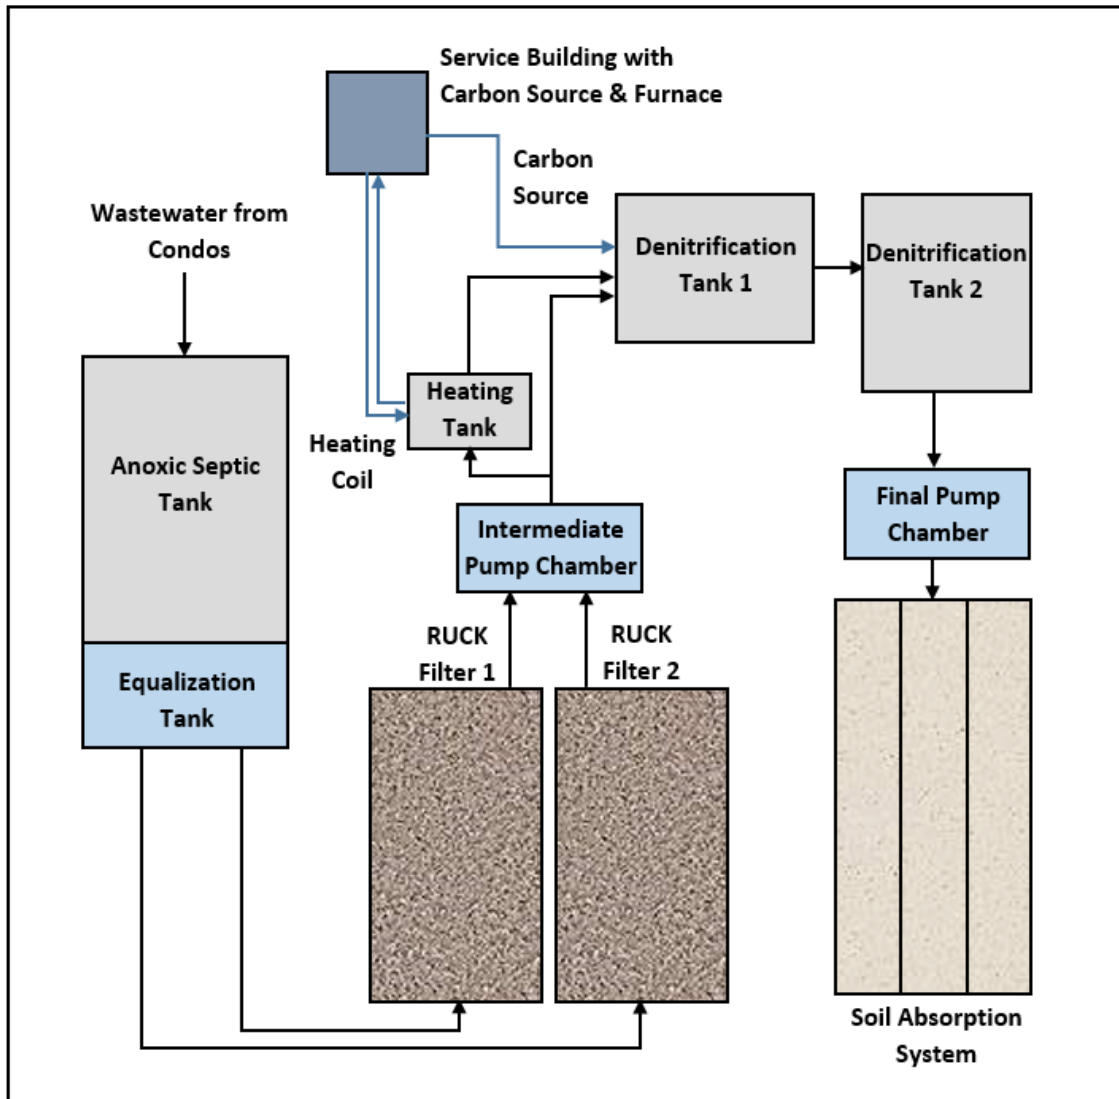 Service Building with
Carbon Source & Furnace
Carbon
Source
Wastewater from
Condos
Denitrification
Tank 1
Denitrification
Tank 2
Heating
Tank
Heating
Coil
Anoxic Septic
Tank
Intermediate
Pump Chamber
Final Pump
Chamber
RUCK
Filter 1
RUCK
Filter 2
Equalization
Tank
Soil Absorption
System